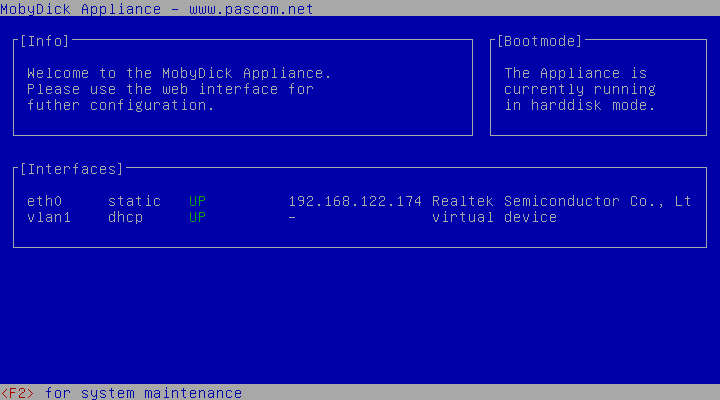 MobyDick Appliance - www.pascom.net
[Info]
Welcome to the MobyDick Appliance.
Please use the web interface for
futher configuration.
[Bootmode]
The Appliance is
currently running
in harddisk mode.
[Interfaces]
eth0 static UP 192.168.122.174 Realtek Semiconductor Co., Lt
vlan1 dhcp UP - virtual device
<F2> for system maintenance